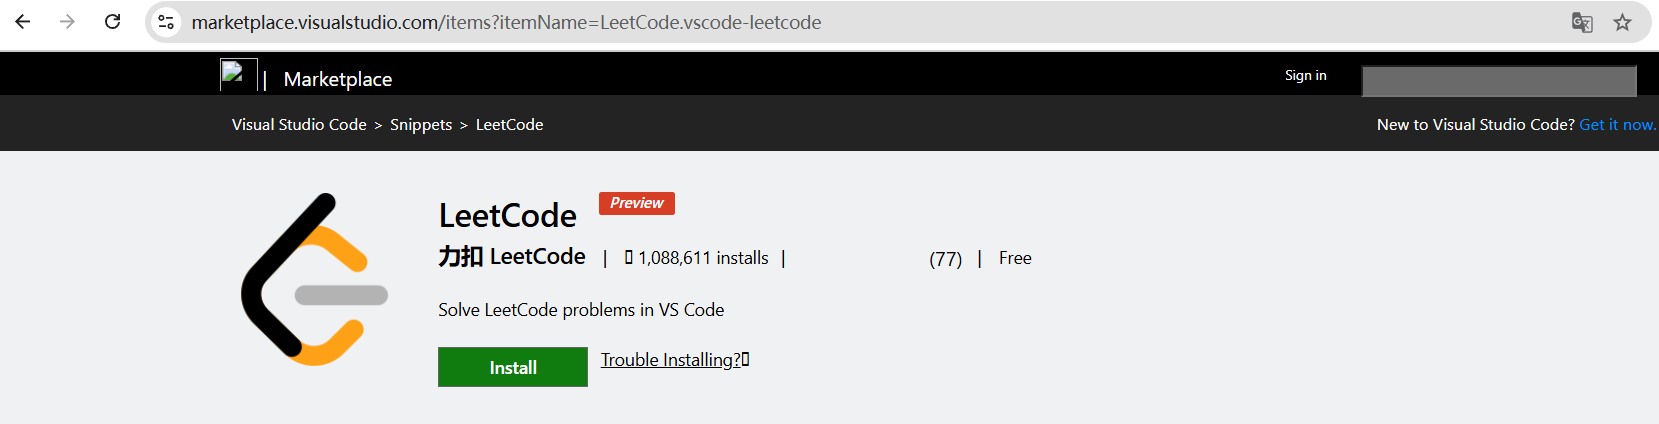 marketplace.visualstudio.com/items?itemName=LeetCode.vscode-leetcode
| Marketplace
Sign in
Visual Studio Code > Snippets > LeetCode
New to Visual Studio Code? Get it now.
LeetCode Preview
力扣 LeetCode | 1,088,611 installs | (77) | Free
Solve LeetCode problems in VS Code
Install
Trouble Installing?